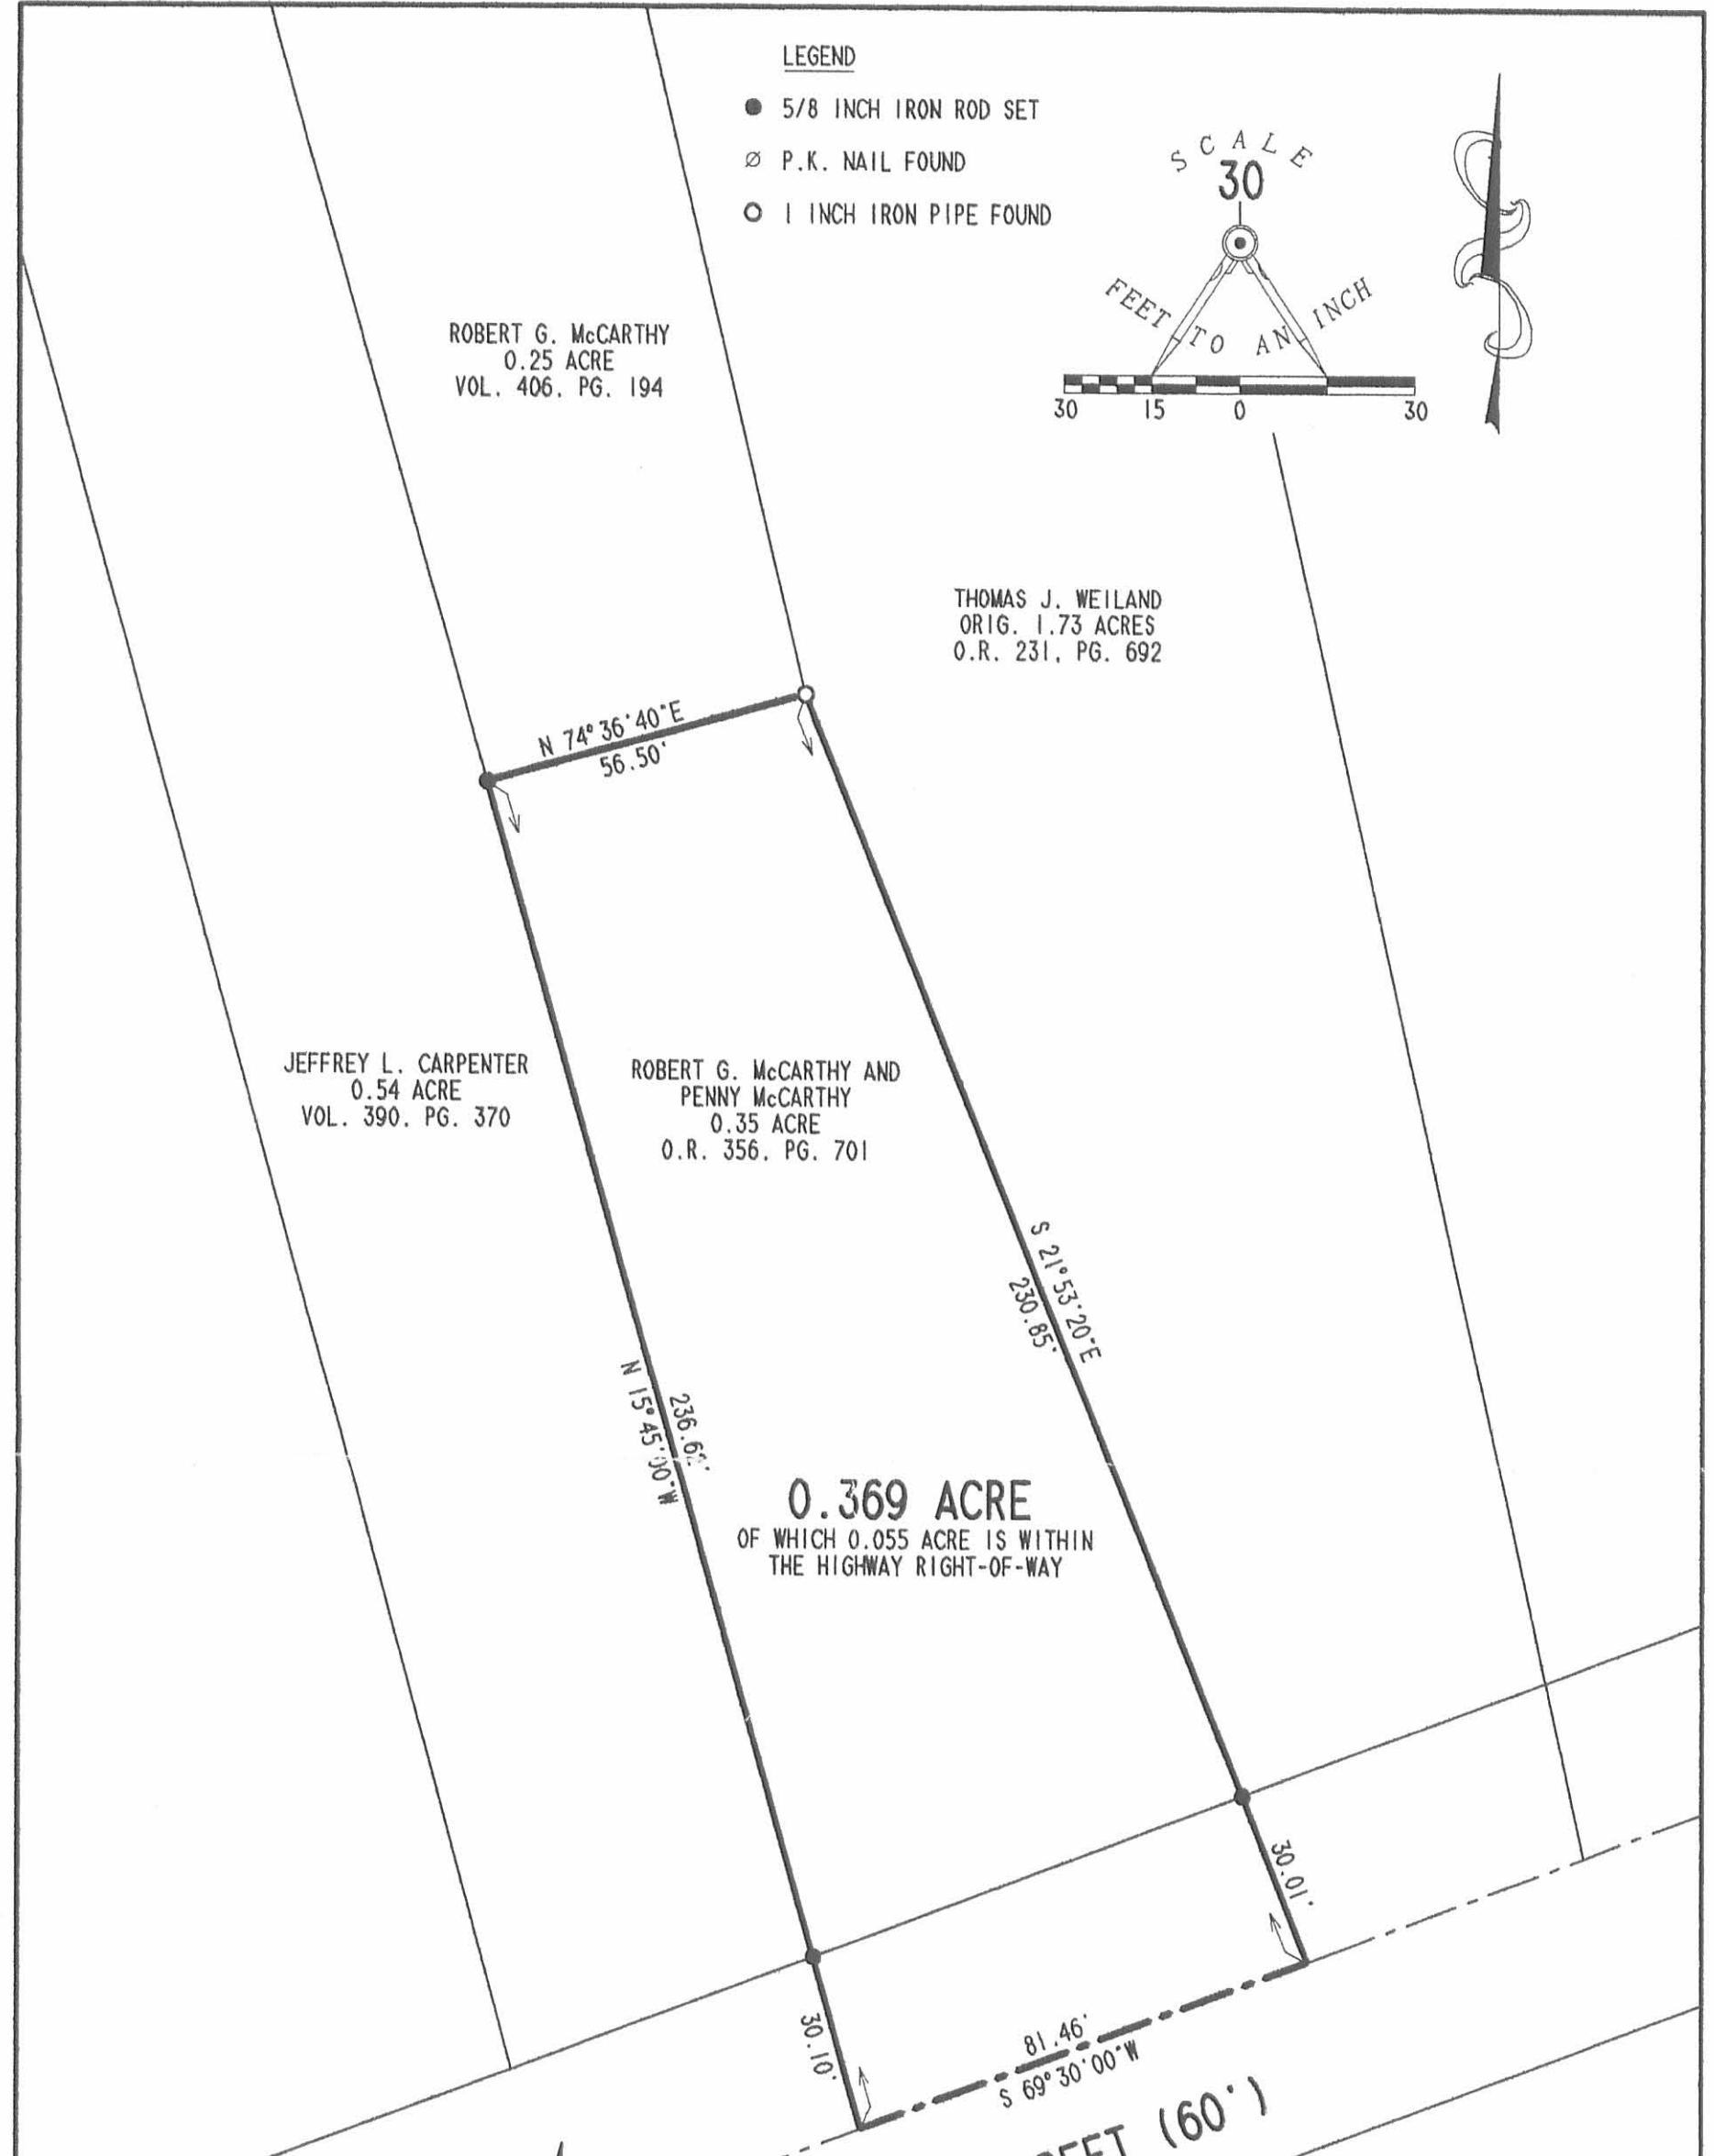 LEGEND
5/8 INCH IRON ROD SET
P.K. NAIL FOUND
1 INCH IRON PIPE FOUND
SCALE
30
FEET TO AN INCH
30 15 0 30
ROBERT G. McCARTHY
0.25 ACRE
VOL. 406, PG. 194
THOMAS J. WEILAND
ORIG. 1.73 ACRES
O.R. 231, PG. 692
N 74°36'40"E
56.50'
JEFFREY L. CARPENTER
0.54 ACRE
VOL. 390, PG. 370
ROBERT G. McCARTHY AND
PENNY McCARTHY
0.35 ACRE
O.R. 356, PG. 701
S 21°53'20"E
230.85'
236.62'
N 15°45'00"W
0.369 ACRE
OF WHICH 0.055 ACRE IS WITHIN
THE HIGHWAY RIGHT-OF-WAY
30.01'
30.10'
81.46'
S 69°30'00"W
(60')